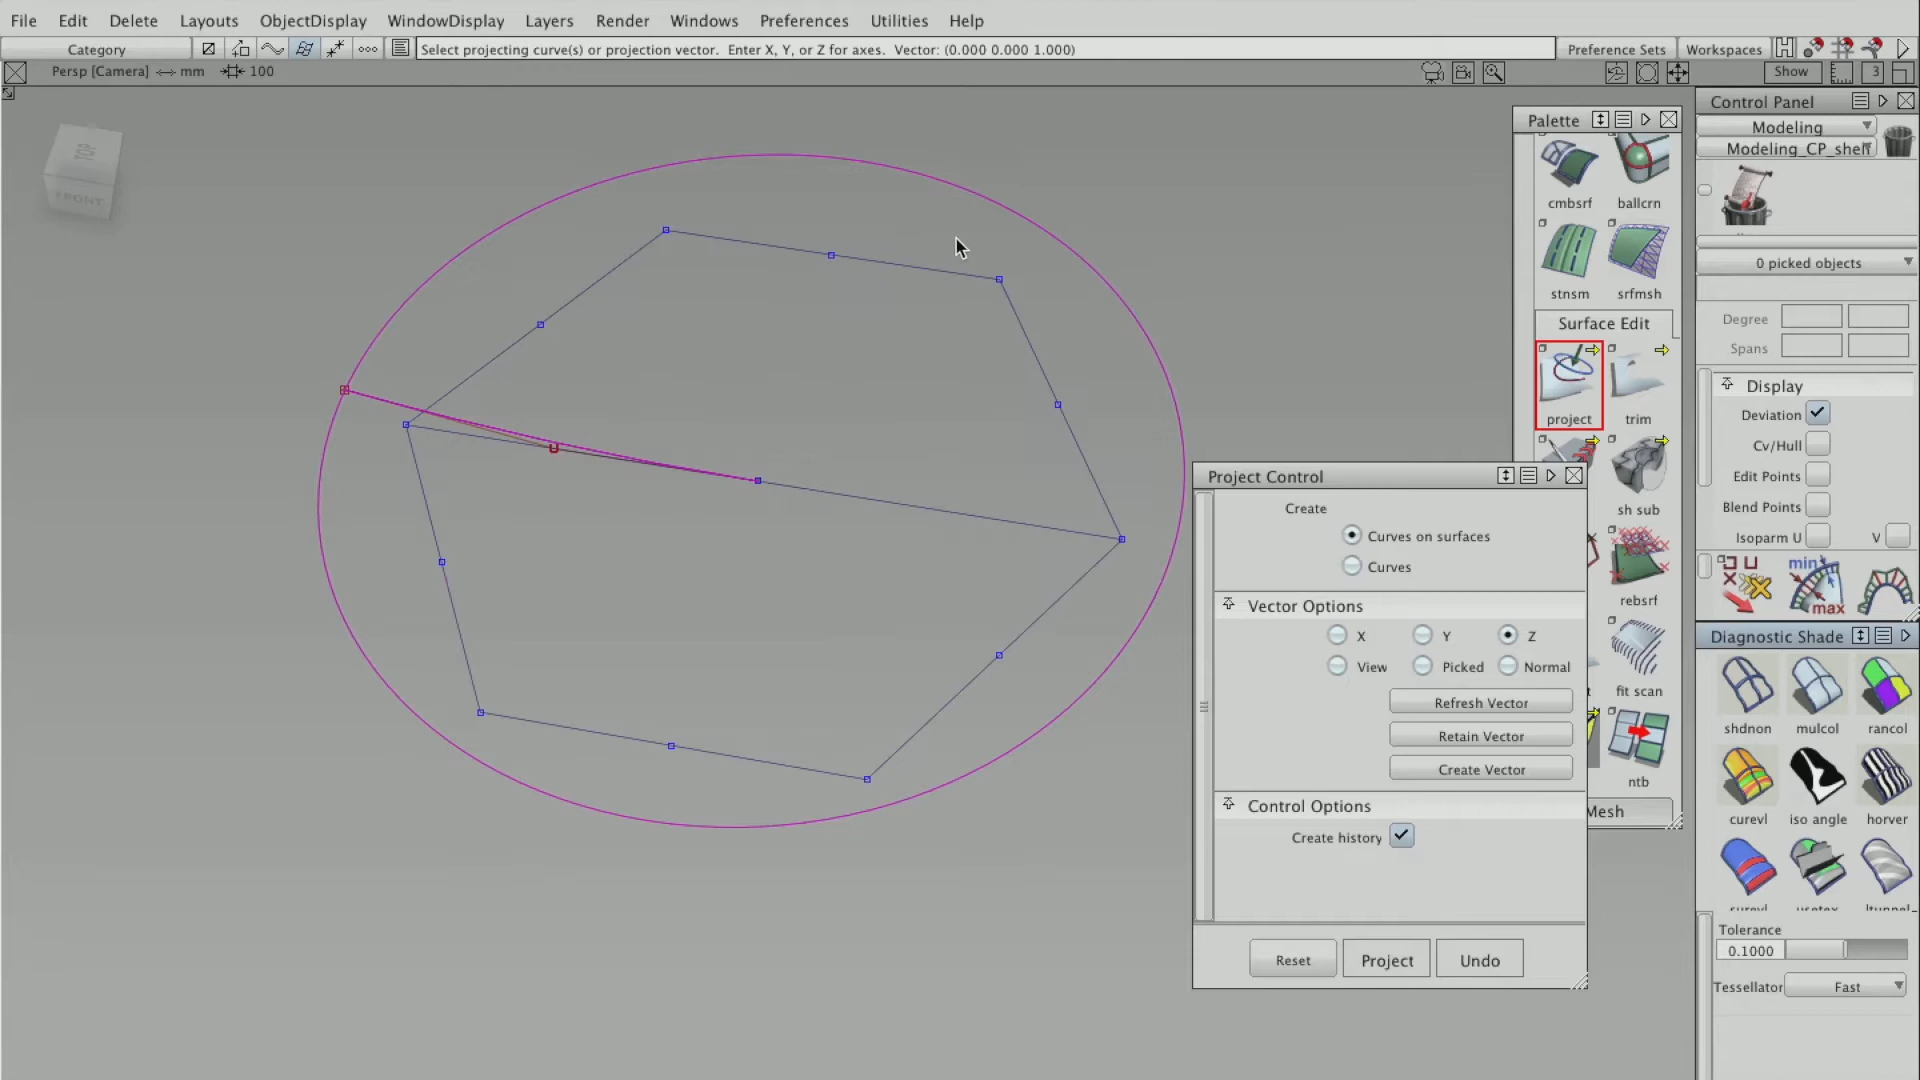 File Edit Delete Layouts ObjectDisplay WindowDisplay Layers Render Windows Preferences Utilities Help
Category
Select projecting curve(s) or projection vector. Enter X, Y, or Z for axes. Vector: (0.000 0.000 1.000)
Preference Sets Workspaces
Persp [Camera] mm 100
Show 3
TOP
FRONT
Palette
cmbsrf ballcrn
stnsm srfmsh
Surface Edit
project trim
sh sub
rebsrf
fit scan
ntb
Mesh
Project Control
Create
Curves on surfaces
Curves
Vector Options
X Y Z
View Picked Normal
Refresh Vector
Retain Vector
Create Vector
Control Options
Create history
Reset Project Undo
Control Panel
Modeling
Modeling_CP_shelf
0 picked objects
Degree
Spans
Display
Deviation
Cv/Hull
Edit Points
Blend Points
Isoparm U V
min
max
Diagnostic Shade
shdnon mulcol rancol
curevl iso angle horver
Tolerance
0.1000
Tessellator Fast
U